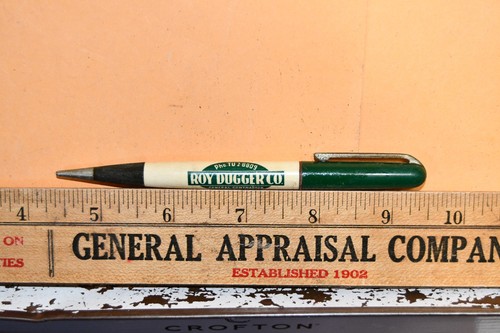 Pho. TU 2 8809
ROY DUGGER CO
4 5 6 7 8 9 10
ON
TIES
GENERAL APPRAISAL COMPAN
ESTABLISHED 1902
CROFTON